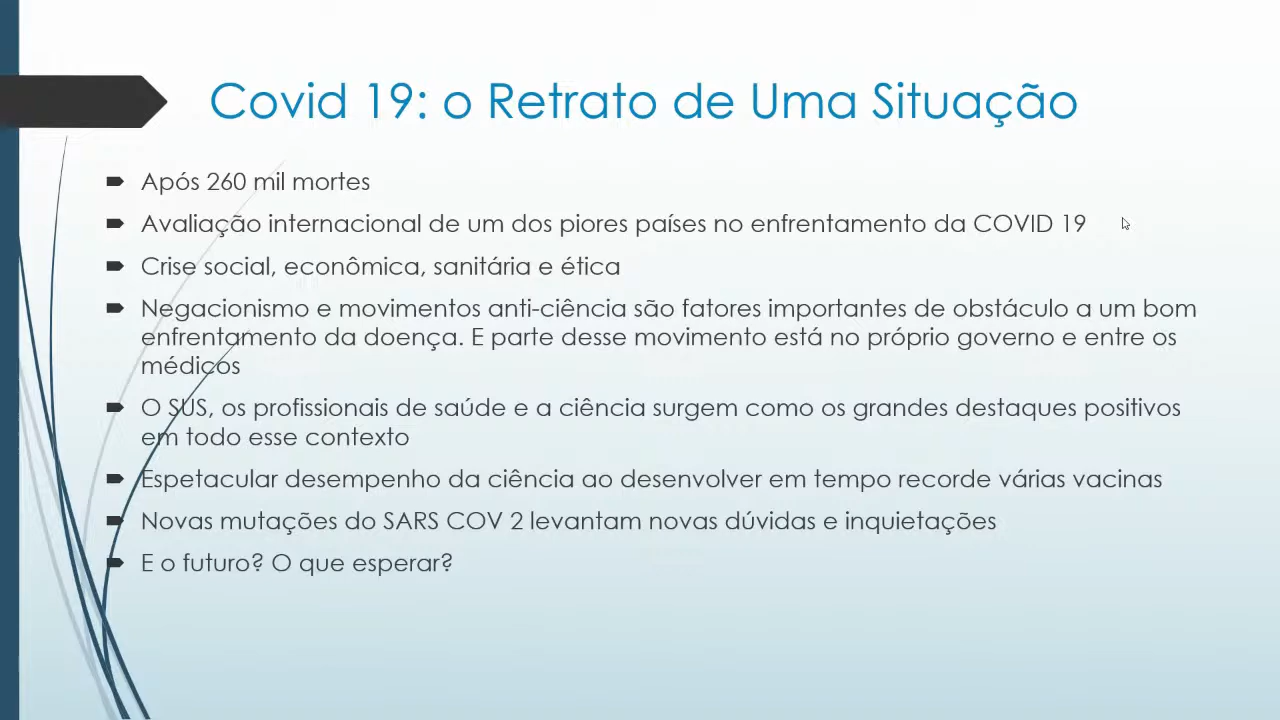 Covid 19: o Retrato de Uma Situação
Após 260 mil mortes
Avaliação internacional de um dos piores países no enfrentamento da COVID 19
Crise social, econômica, sanitária e ética
Negacionismo e movimentos anti-ciência são fatores importantes de obstáculo a um bom
enfrentamento da doença. E parte desse movimento está no próprio governo e entre os
médicos
O SUS, os profissionais de saúde e a ciência surgem como os grandes destaques positivos
em todo esse contexto
Espetacular desempenho da ciência ao desenvolver em tempo recorde várias vacinas
Novas mutações do SARS COV 2 levantam novas dúvidas e inquietações
E o futuro? O que esperar?